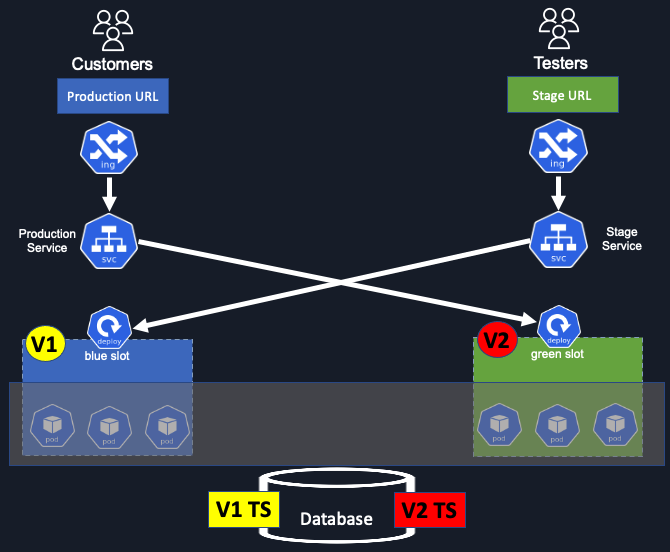 Customers
Testers
Production URL
Stage URL
ing
ing
Production
Service
svc
svc
Stage
Service
deploy
deploy
V1
blue slot
V2
green slot
pod
pod
pod
pod
pod
pod
V1 TS
Database
V2 TS